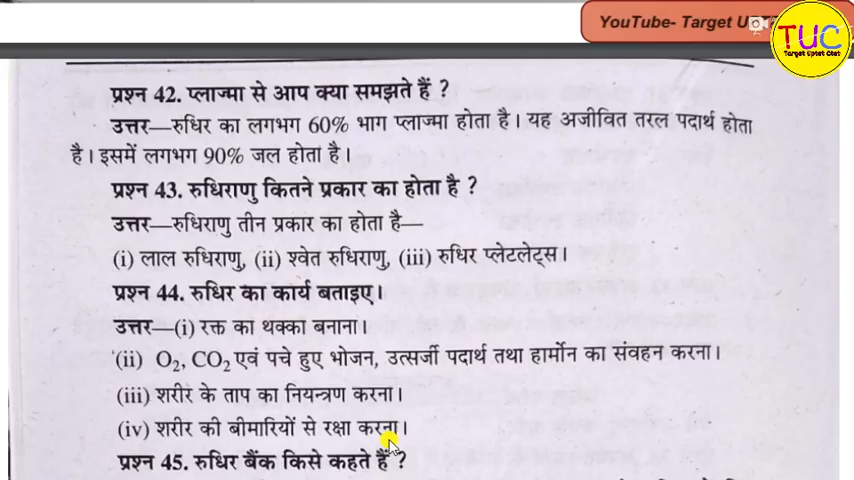 YouTube- Target
TUC
Target Uptet Ctet
प्रश्न 42. प्लाज्मा से आप क्या समझते हैं ?
उत्तर—रुधिर का लगभग 60% भाग प्लाज्मा होता है। यह अजीवित तरल पदार्थ होता
है। इसमें लगभग 90% जल होता है।
प्रश्न 43. रुधिराणु कितने प्रकार का होता है ?
उत्तर—रुधिराणु तीन प्रकार का होता है—
(i) लाल रुधिराणु, (ii) श्वेत रुधिराणु, (iii) रुधिर प्लेटलेट्स।
प्रश्न 44. रुधिर का कार्य बताइए।
उत्तर—(i) रक्त का थक्का बनाना।
(ii) O₂, CO₂ एवं पचे हुए भोजन, उत्सर्जी पदार्थ तथा हार्मोन का संवहन करना।
(iii) शरीर के ताप का नियन्त्रण करना।
(iv) शरीर की बीमारियों से रक्षा करना।
प्रश्न 45. रुधिर बैंक किसे कहते हैं ?